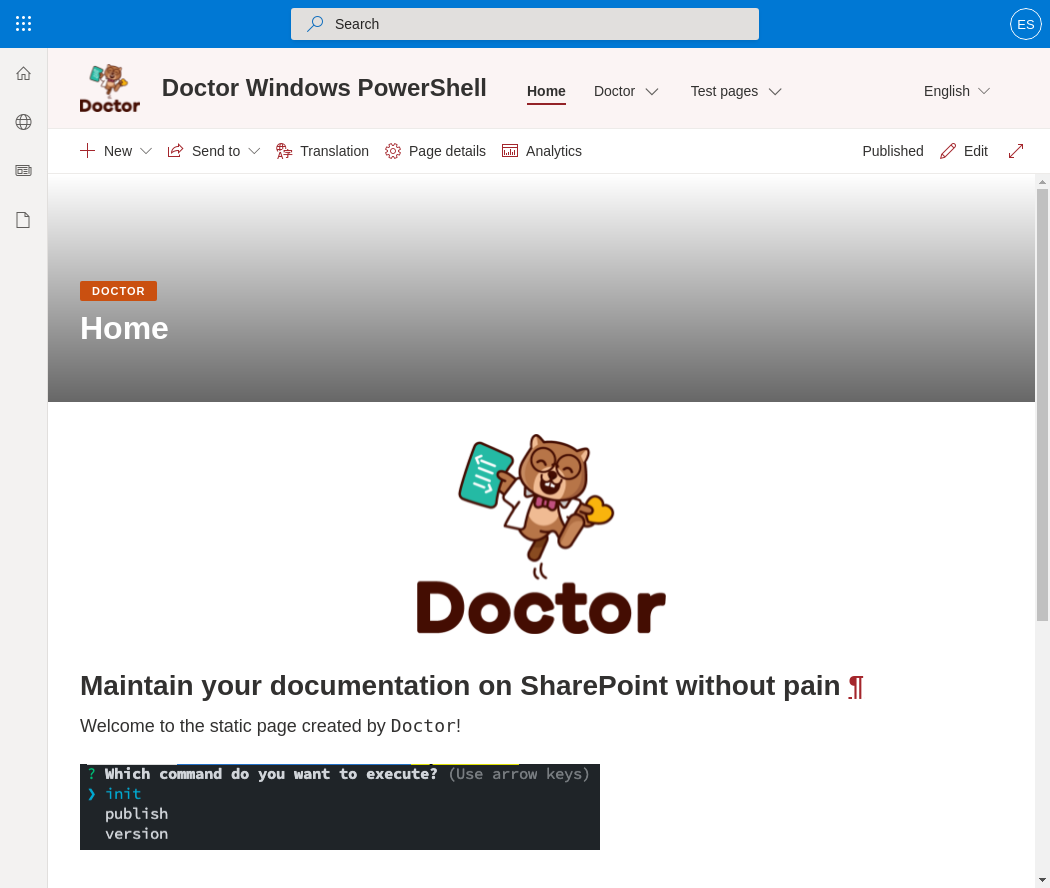 Search
ES
Doctor
Doctor Windows PowerShell
Home
Doctor
Test pages
English
New
Send to
Translation
Page details
Analytics
Published
Edit
DOCTOR
Home
Doctor
Maintain your documentation on SharePoint without pain ¶
Welcome to the static page created by Doctor!
? Which command do you want to execute? (Use arrow keys)
❯ init
publish
version